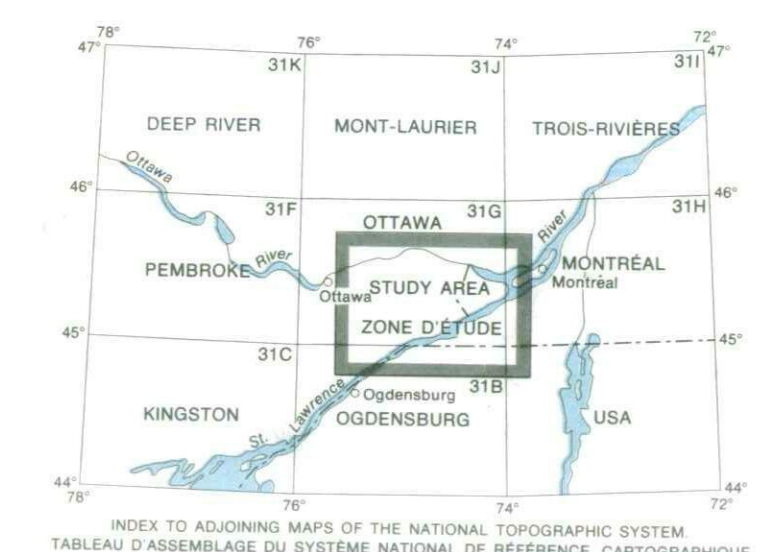 78° 76° 74° 72°
47° 47°
31K 31J 31I
DEEP RIVER MONT-LAURIER TROIS-RIVIÈRES
Ottawa
46° 46°
31F 31G 31H
OTTAWA
River
River
PEMBROKE MONTRÉAL
Ottawa STUDY AREA Montréal
ZONE D'ÉTUDE
45° 45°
31C 31B
Ogdensburg
KINGSTON St. Lawrence OGDENSBURG USA
44° 44°
78° 76° 74° 72°
INDEX TO ADJOINING MAPS OF THE NATIONAL TOPOGRAPHIC SYSTEM.
TABLEAU D'ASSEMBLAGE DU SYSTÈME NATIONAL DE RÉFÉRENCE CARTOGRAPHIQUE